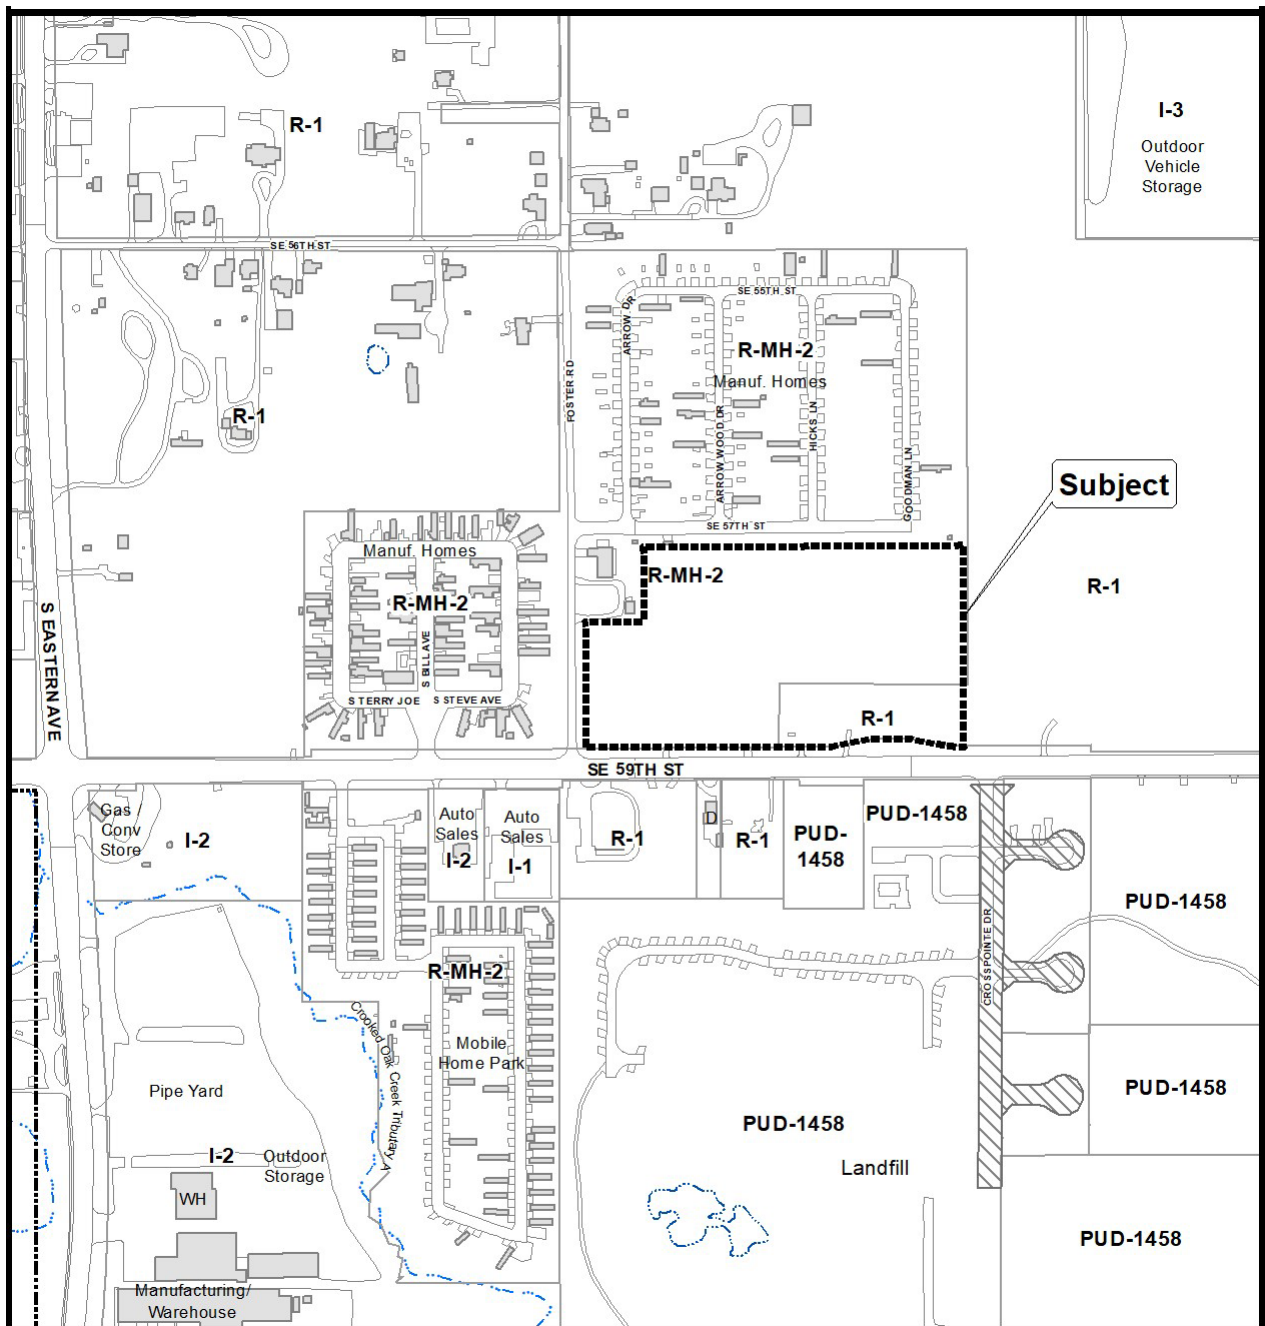 R-1
I-3
Outdoor
Vehicle
Storage
SE 56TH ST
SE 55TH ST
ARROW DR
FOSTER RD
R-MH-2
Manuf. Homes
ARROWWOOD DR
HICKS LN
GOODMAN LN
R-1
Subject
SE 57TH ST
Manuf. Homes
R-MH-2
R-MH-2
R-1
S EASTERN AVE
S BILL AVE
S TERRY JOE
S STEVE AVE
R-1
SE 59TH ST
Gas /
Conv
Store
I-2
Auto
Sales
I-2
Auto
Sales
I-1
R-1
D
R-1
PUD-
1458
PUD-1458
PUD-1458
CROSSPOINTE DR
R-MH-2
Crooked Oak Creek Tributary A
Mobile
Home Park
Pipe Yard
PUD-1458
PUD-1458
I-2
Outdoor
Storage
Landfill
WH
PUD-1458
Manufacturing/
Warehouse